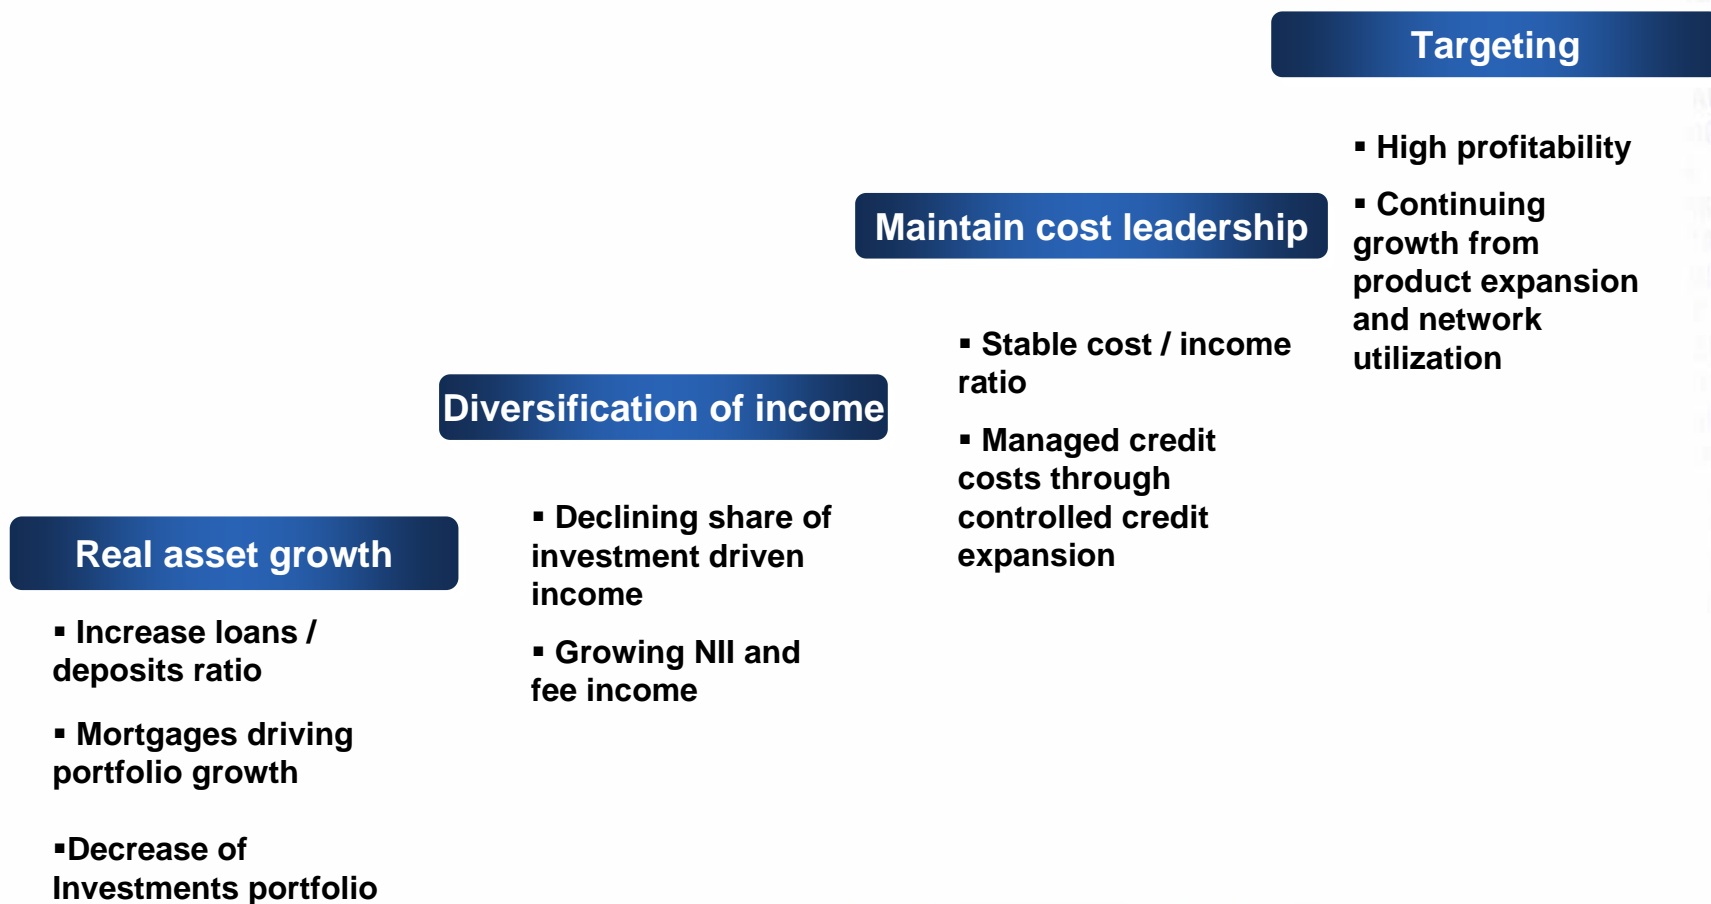 Targeting
▪ High profitability
▪ Continuing
growth from
product expansion
and network
utilization
Maintain cost leadership
▪ Stable cost / income
ratio
▪ Managed credit
costs through
controlled credit
expansion
Diversification of income
▪ Declining share of
investment driven
income
▪ Growing NII and
fee income
Real asset growth
▪ Increase loans /
deposits ratio
▪ Mortgages driving
portfolio growth
▪Decrease of
Investments portfolio